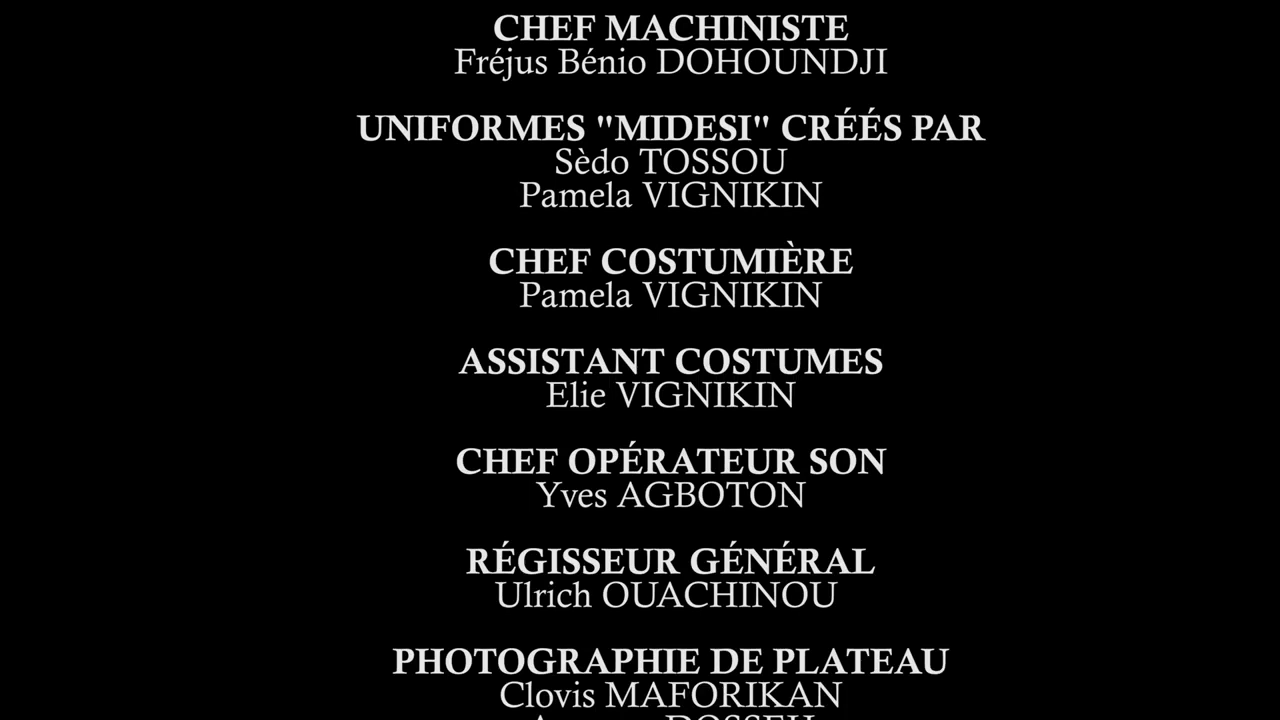 CHEF MACHINISTE
Fréjus Bénio DOHOUNDJI
UNIFORMES "MIDESI" CRÉÉS PAR
Sèdo TOSSOU
Pamela VIGNIKIN
CHEF COSTUMIÈRE
Pamela VIGNIKIN
ASSISTANT COSTUMES
Elie VIGNIKIN
CHEF OPÉRATEUR SON
Yves AGBOTON
RÉGISSEUR GÉNÉRAL
Ulrich OUACHINOU
PHOTOGRAPHIE DE PLATEAU
Clovis MAFORIKAN